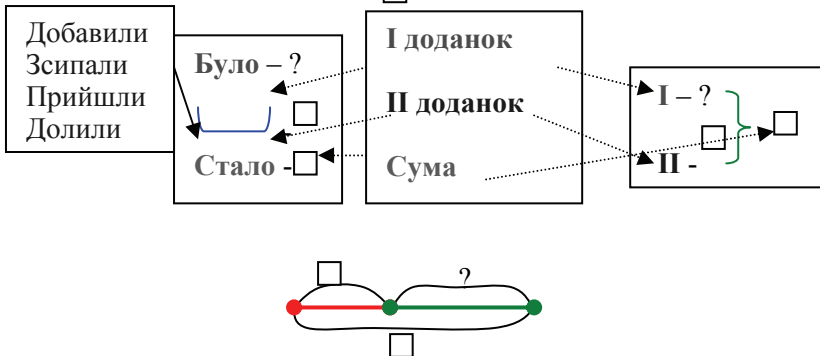 Добавили
Зсипали
Прийшли
Долили
Було – ?
Стало -
І доданок
ІІ доданок
Сума
І – ?
ІІ -
?